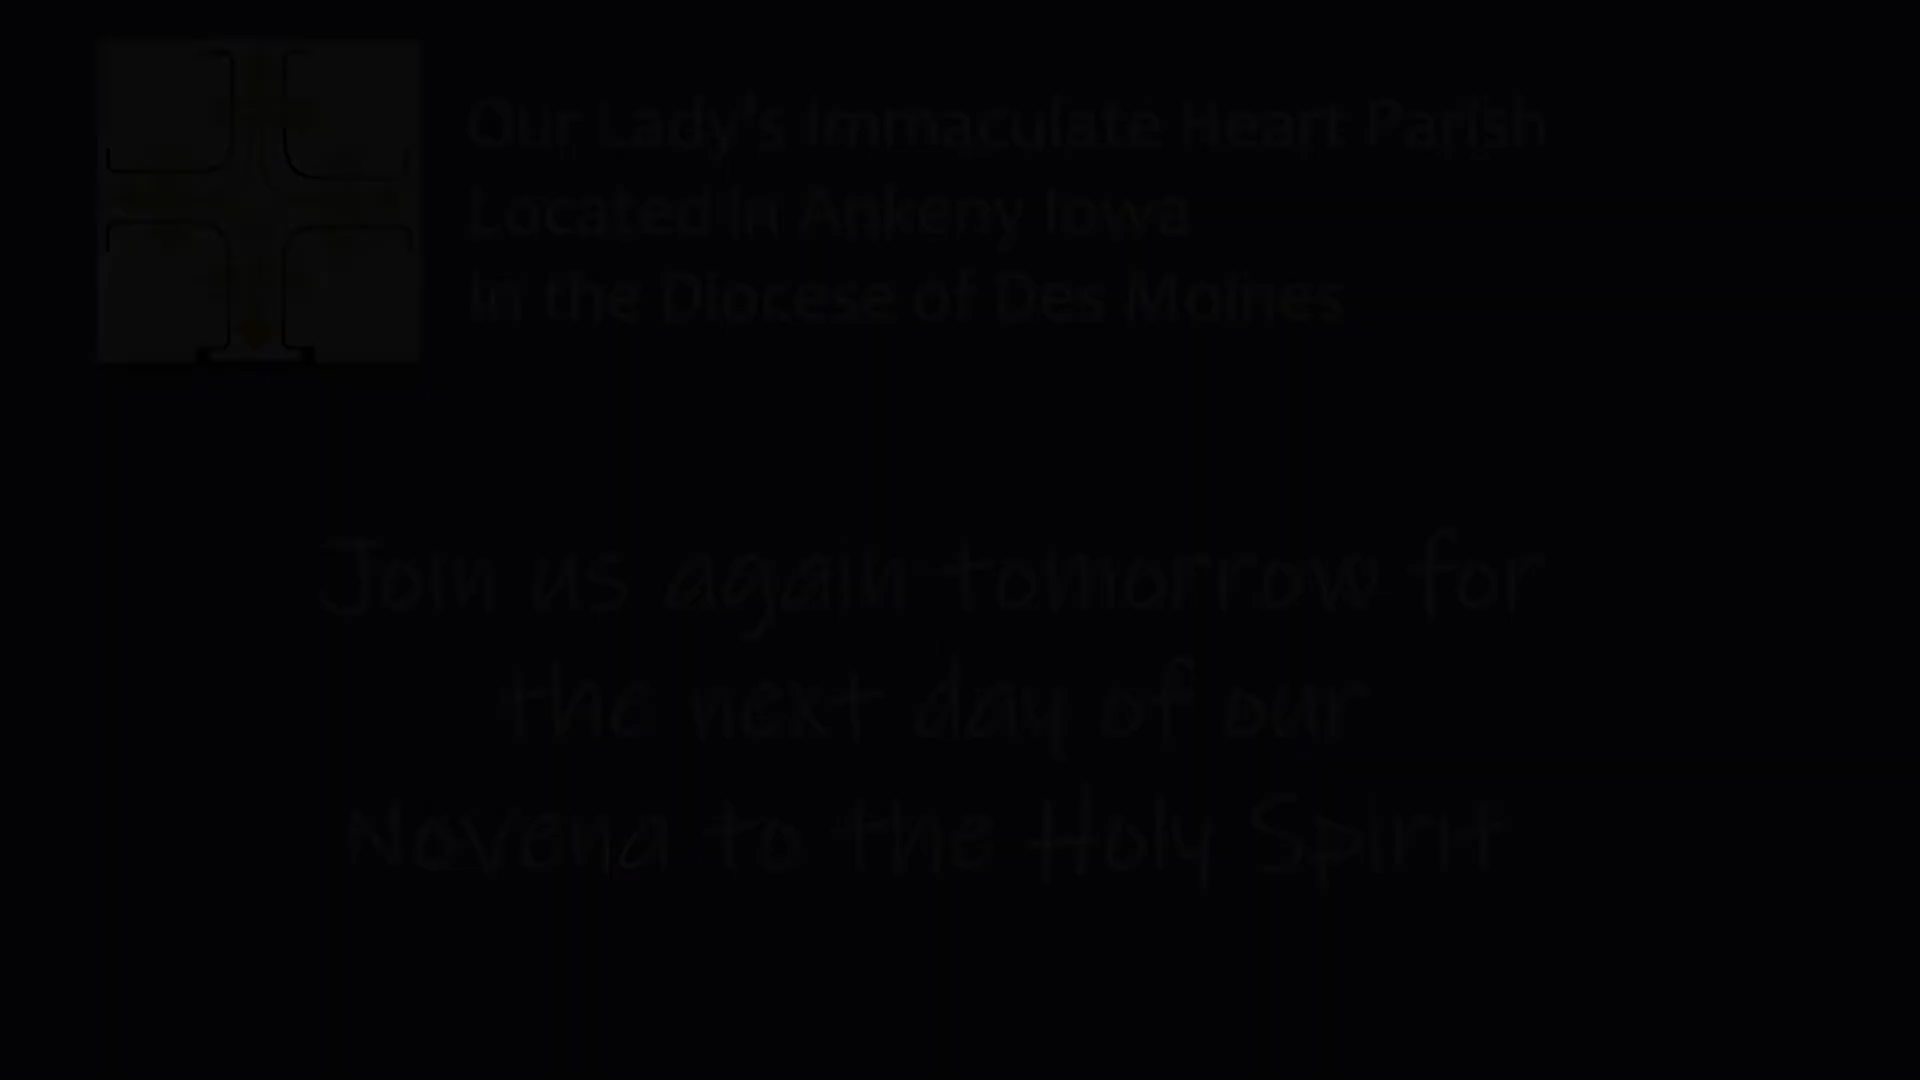 Our Lady's Immaculate Heart Parish
Located in Ankeny Iowa
In the Diocese of Des Moines
Join us again tomorrow for
the next day of our
Novena to the Holy Spirit